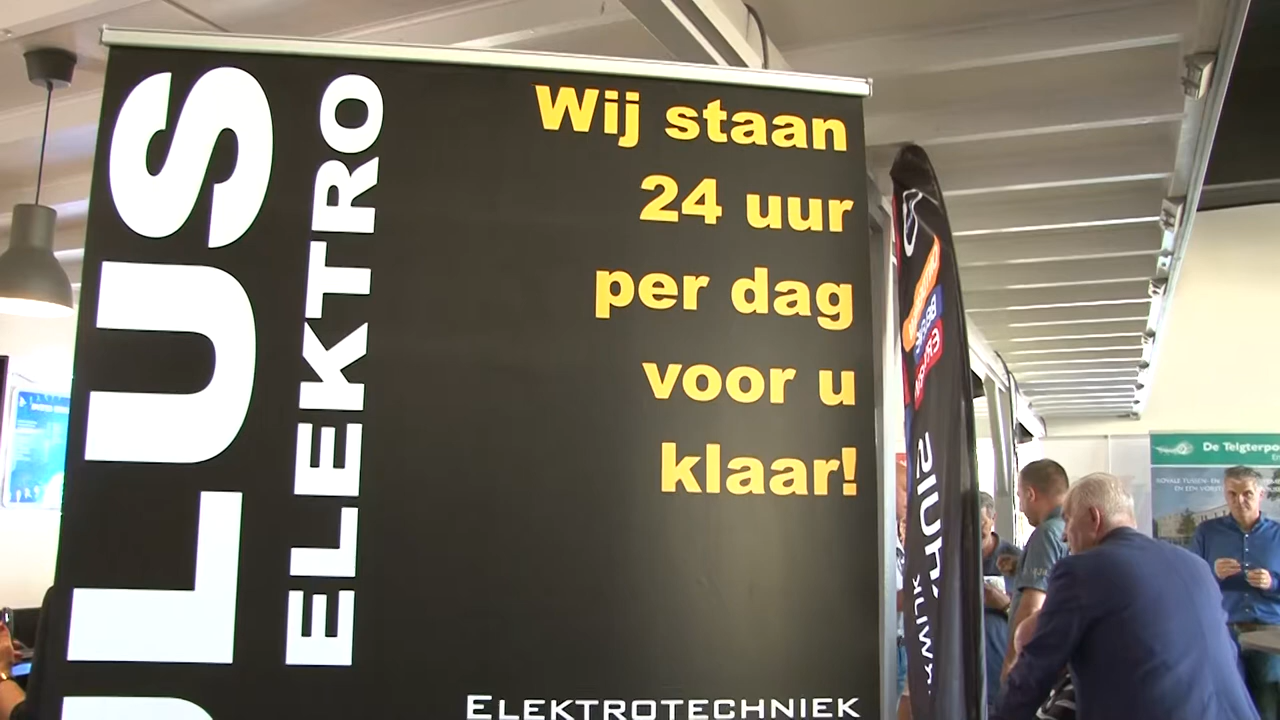 LUS
ELEKTRO
Wij staan
24 uur
per dag
voor u
klaar!
ELEKTROTECHNIEK
De Telgterpo